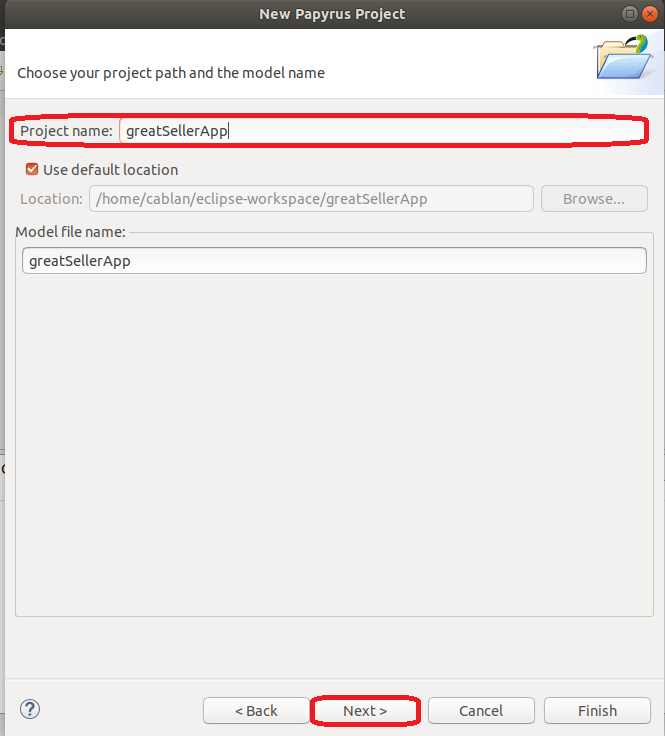 New Papyrus Project
Choose your project path and the model name
Project name: greatSellerApp
Use default location
Location: /home/cablan/eclipse-workspace/greatSellerApp Browse...
Model file name:
greatSellerApp
? < Back Next > Cancel Finish